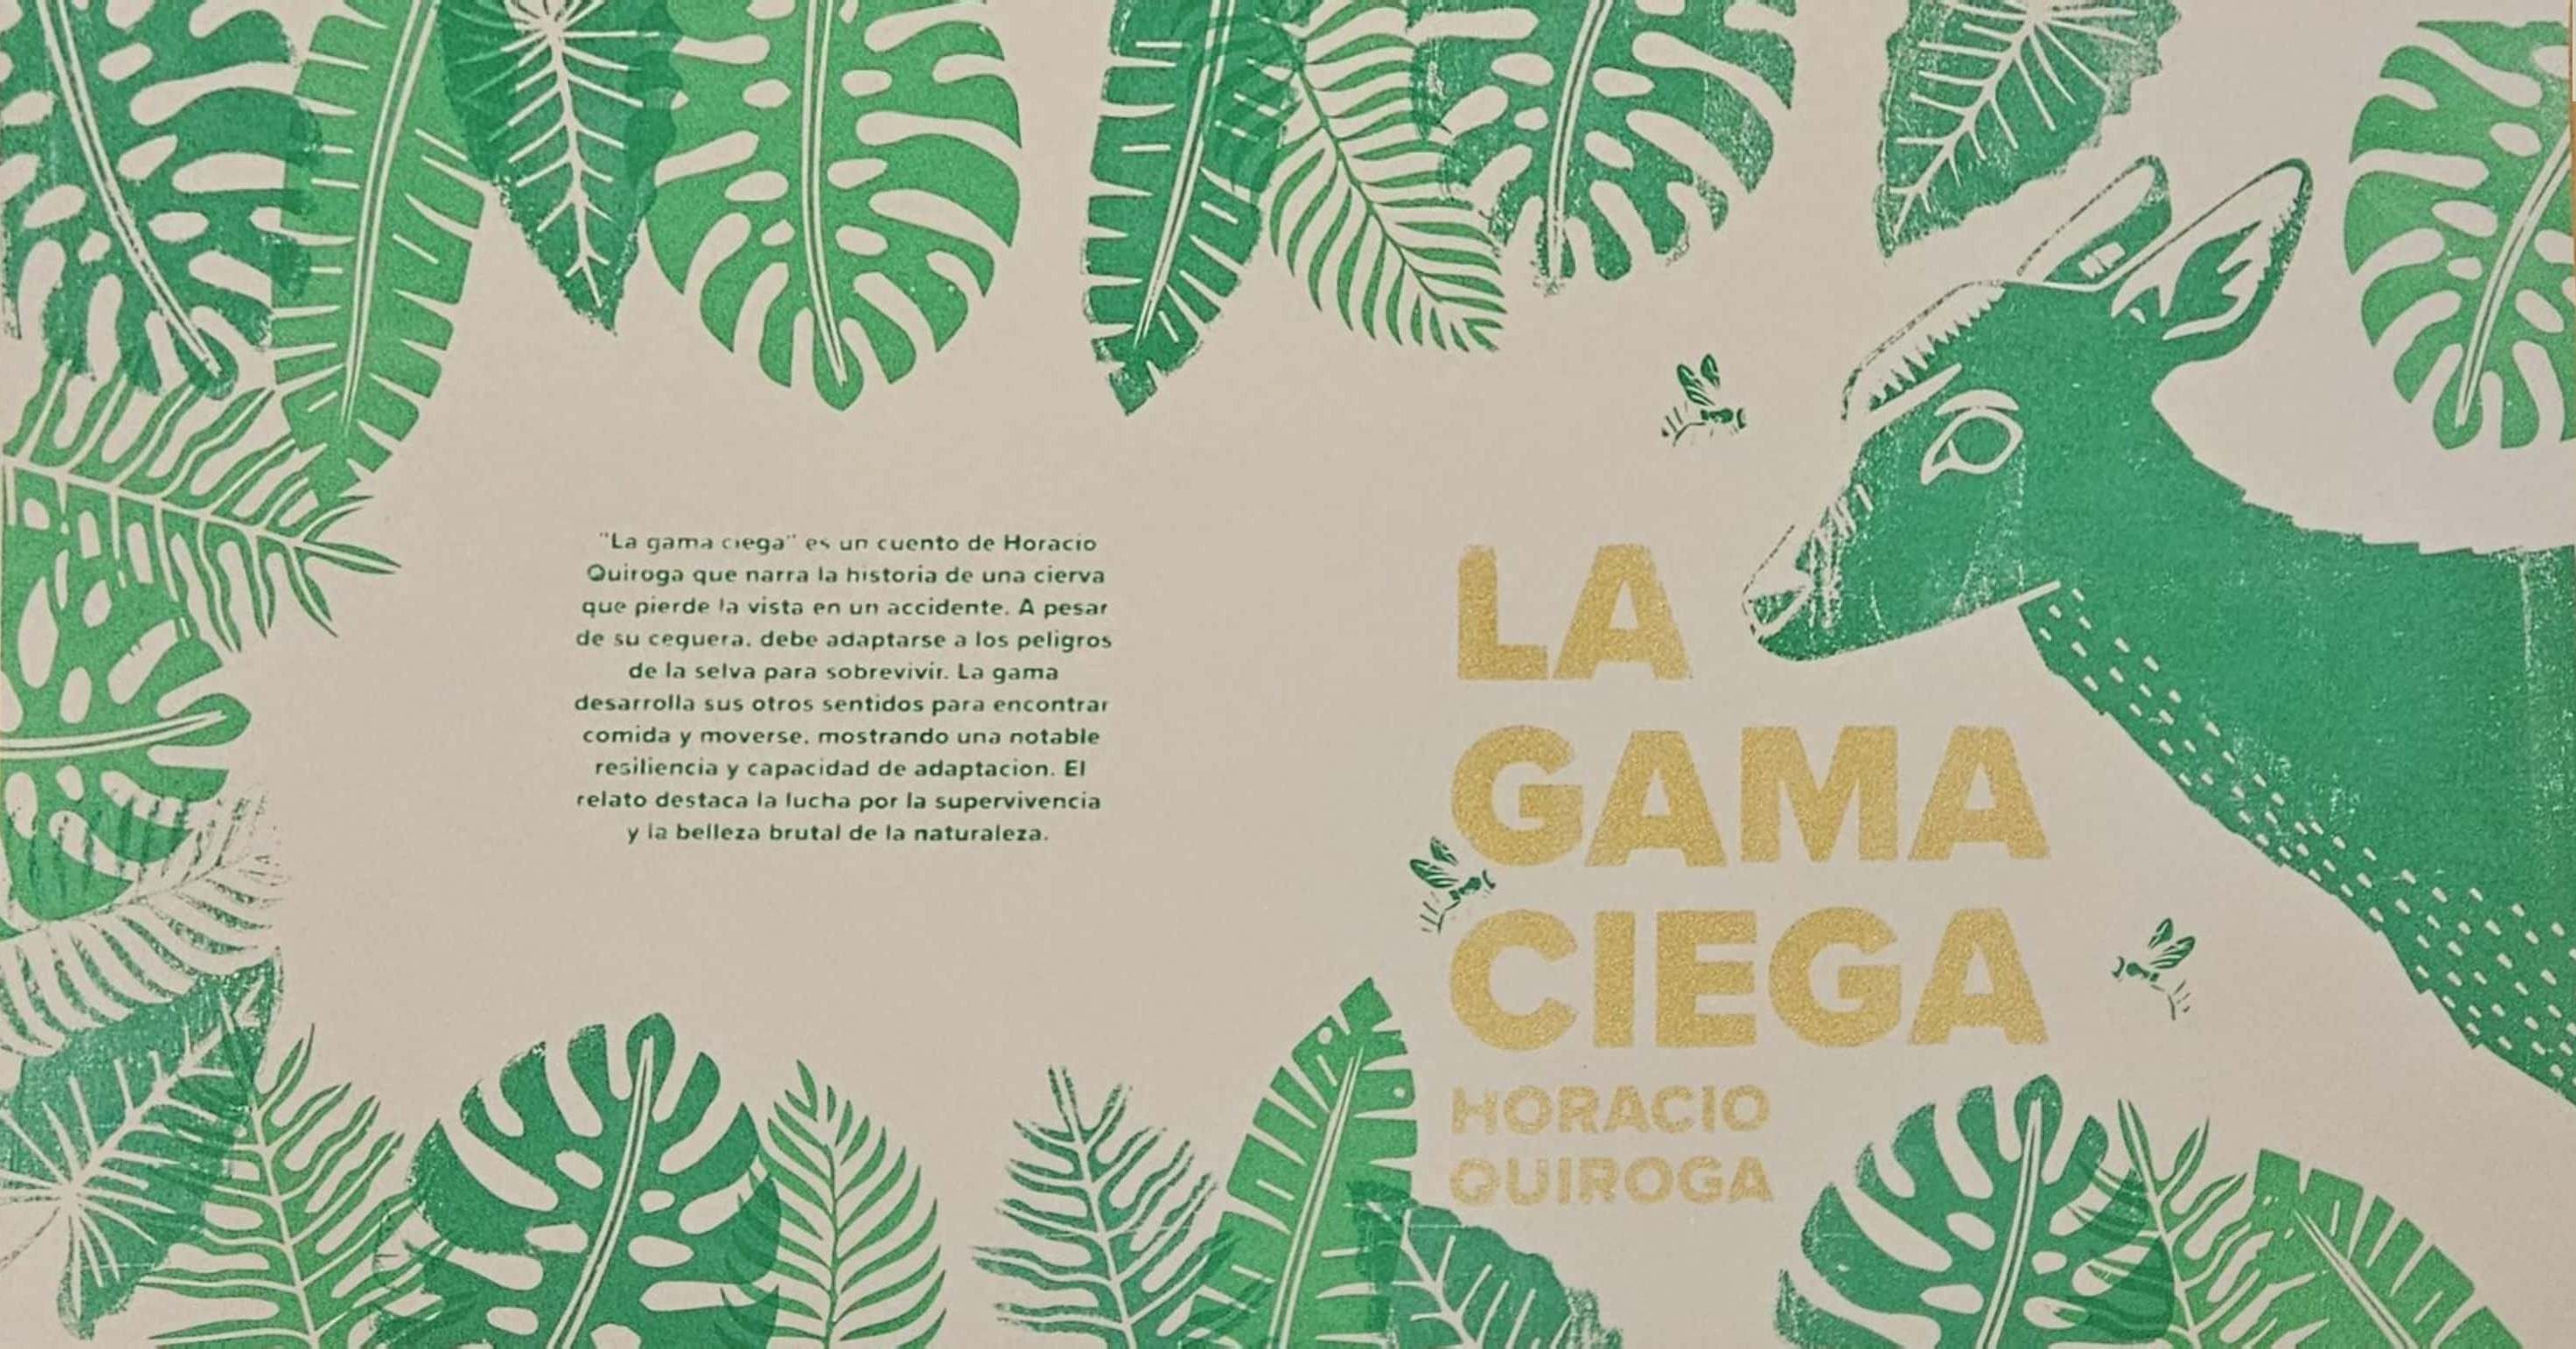 "La gama ciega" es un cuento de Horacio
Quiroga que narra la historia de una cierva
que pierde la vista en un accidente. A pesar
de su ceguera, debe adaptarse a los peligros
de la selva para sobrevivir. La gama
desarrolla sus otros sentidos para encontrar
comida y moverse, mostrando una notable
resiliencia y capacidad de adaptacion. El
relato destaca la lucha por la supervivencia
y la belleza brutal de la naturaleza.
LA
GAMA
CIEGA
HORACIO
QUIROGA